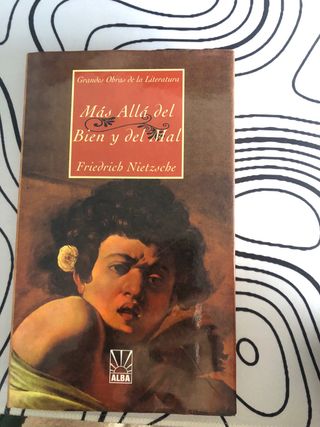 Grandes Obras de la Literatura
Más Allá del
Bien y del Mal
Friedrich Nietzsche
ALBA